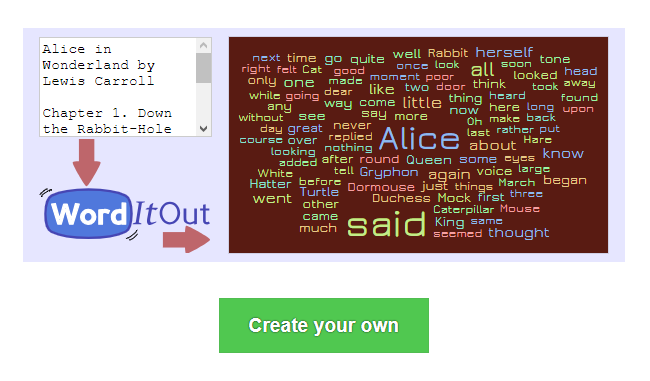 Alice in
Wonderland by
Lewis Carroll
Chapter 1. Down
the Rabbit-Hole
WordItOut
next time go quite well Rabbit herself
right felt Cat good once look all soon tone
only one made moment poor looked head
while going dear like two door think took away
any way come little thing heard found
without see say more now here long upon
day great never Alice Oh make back
course over replied last rather put
looking nothing about Hare
added after round Queen some eyes know
White tell Gryphon again voice large
Hatter before Dormouse just things March began
went Turtle Duchess Mock first three
other Caterpillar Mouse
came said King same
much seemed thought
Create your own